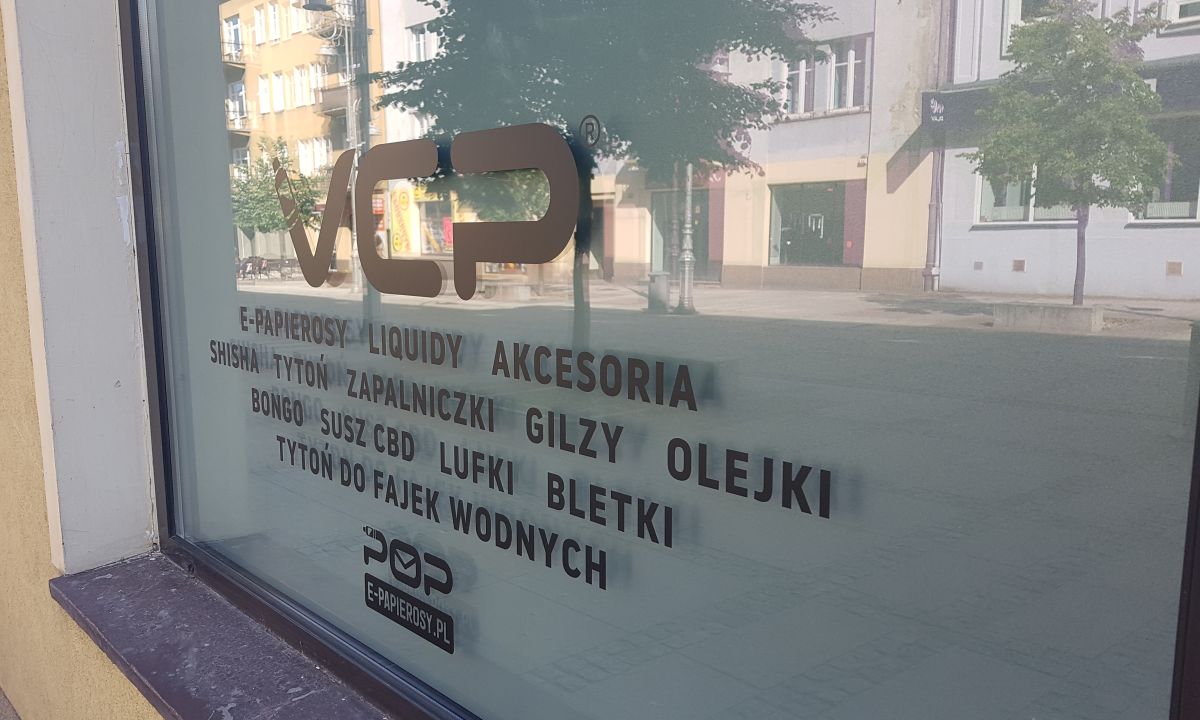 VCP®
E-PAPIEROSY LIQUIDY AKCESORIA
SHISHA TYTOŃ ZAPALNICZKI GILZY OLEJKI
BONGO SUSZ CBD LUFKI BLETKI
TYTOŃ DO FAJEK WODNYCH
POP
E-PAPIEROSY.PL